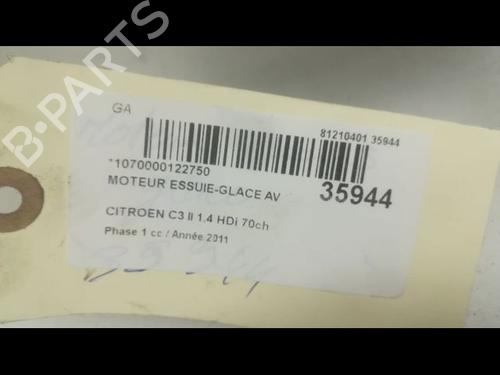 GA
81210401 35944
*1070000122750
MOTEUR ESSUIE-GLACE AV
35944
CITROEN C3 II 1.4 HDi 70ch
Phase 1 cc / Année 2011
B-PARTS